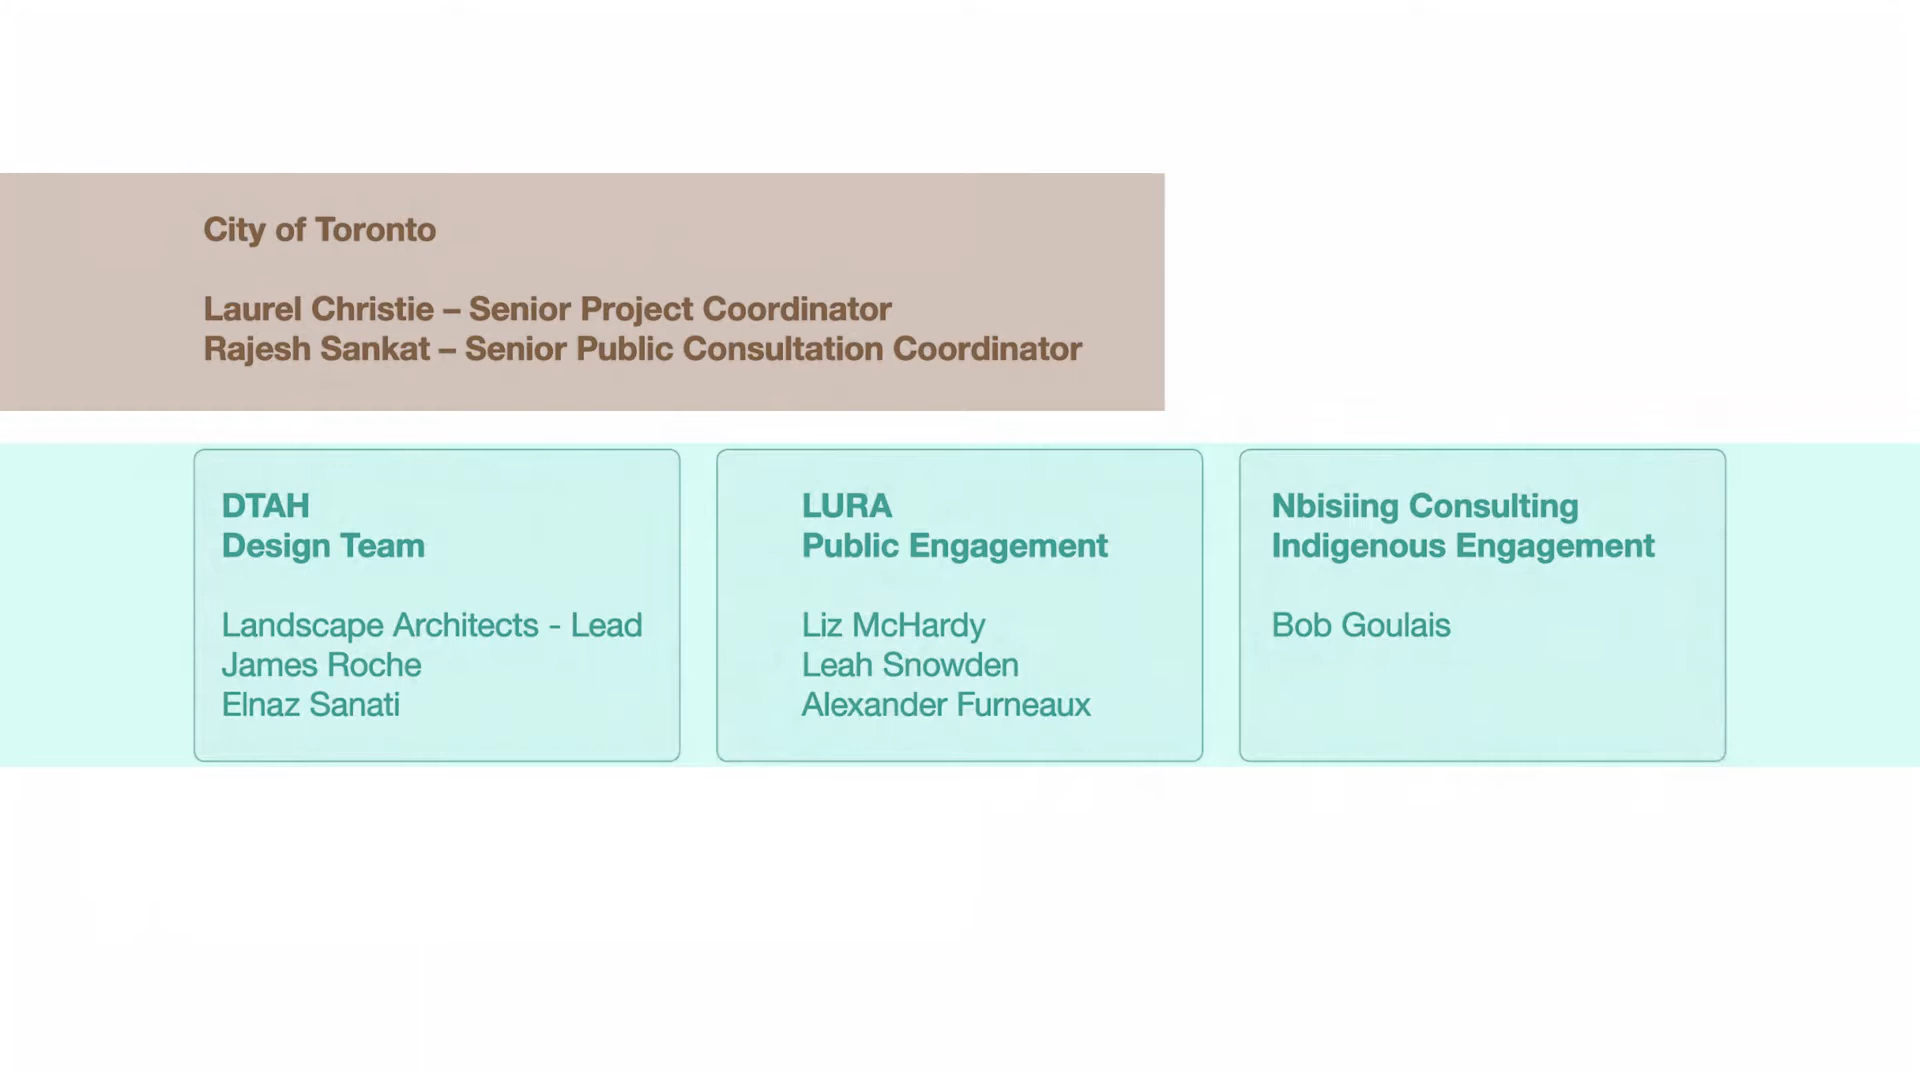 City of Toronto
Laurel Christie – Senior Project Coordinator
Rajesh Sankat – Senior Public Consultation Coordinator
DTAH
Design Team
Landscape Architects - Lead
James Roche
Elnaz Sanati
LURA
Public Engagement
Liz McHardy
Leah Snowden
Alexander Furneaux
Nbisiing Consulting
Indigenous Engagement
Bob Goulais